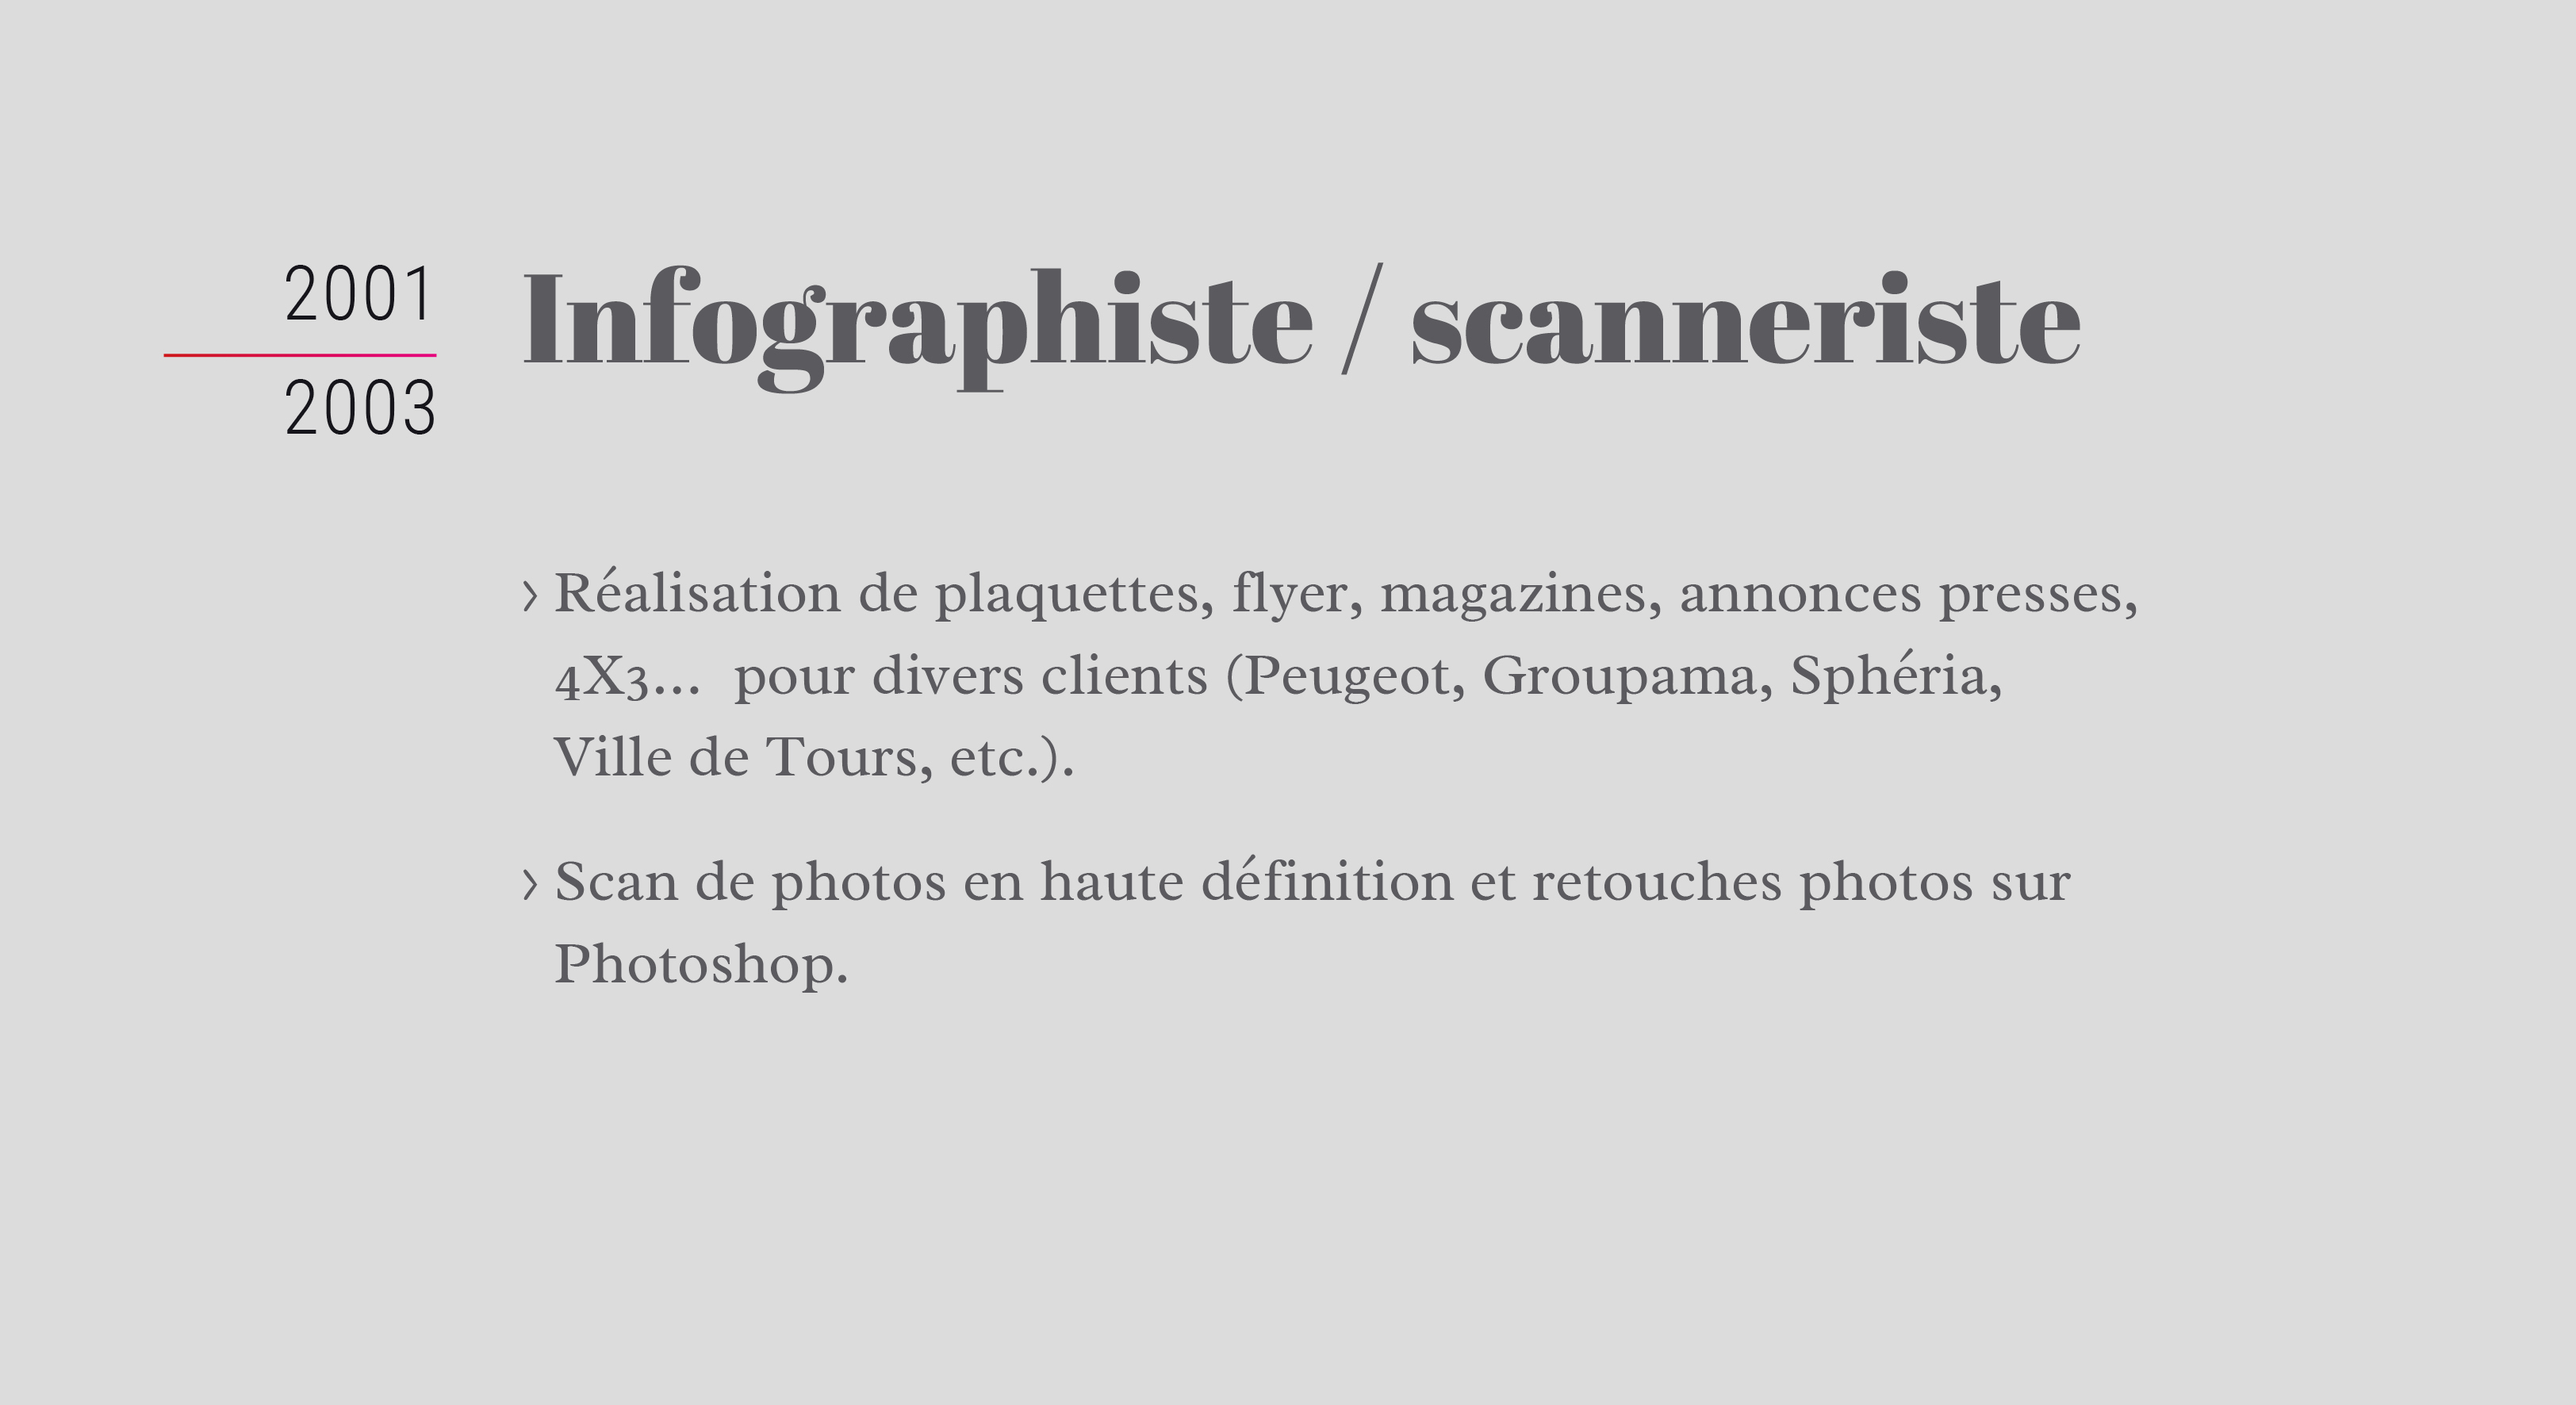 2001
2003
Infographiste / scanneriste
› Réalisation de plaquettes, flyer, magazines, annonces presses,
4X3...  pour divers clients (Peugeot, Groupama, Sphéria,
Ville de Tours, etc.).
› Scan de photos en haute définition et retouches photos sur
Photoshop.